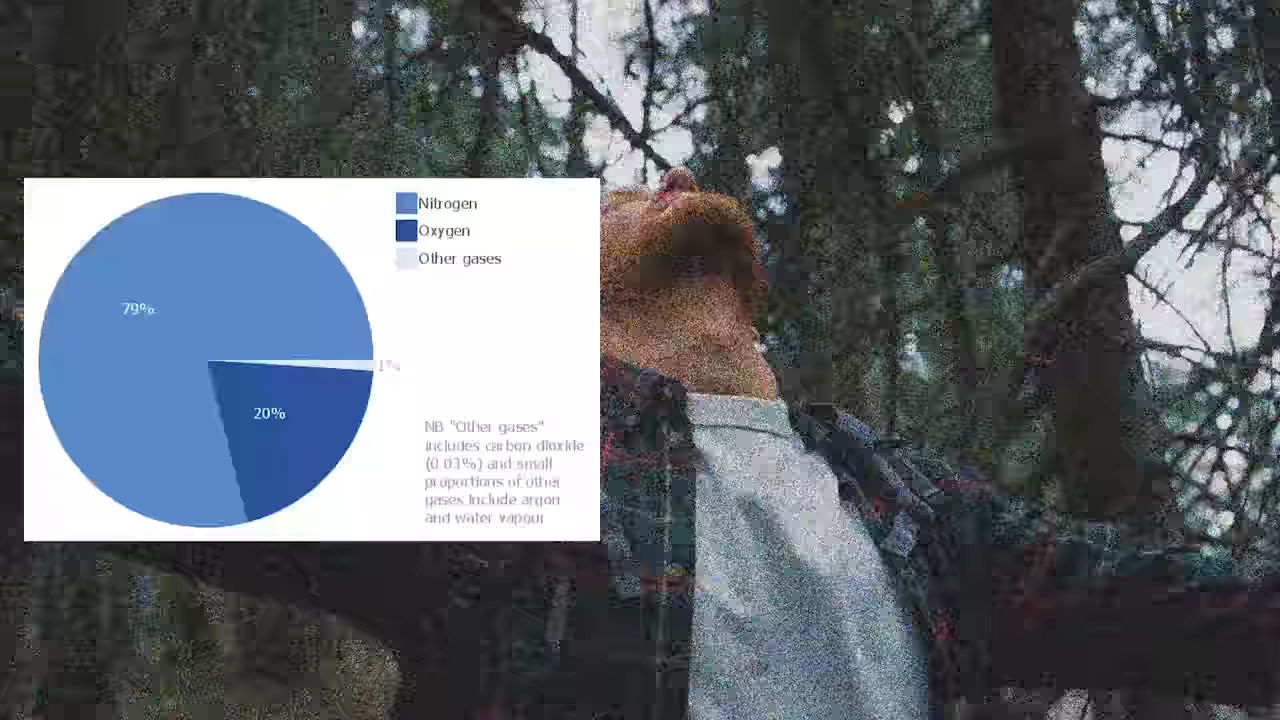 Nitrogen
Oxygen
Other gases
79%
1%
20%
NB "Other gases"
includes carbon dioxide
(0.03%) and small
proportions of other
gases include argon
and water vapour